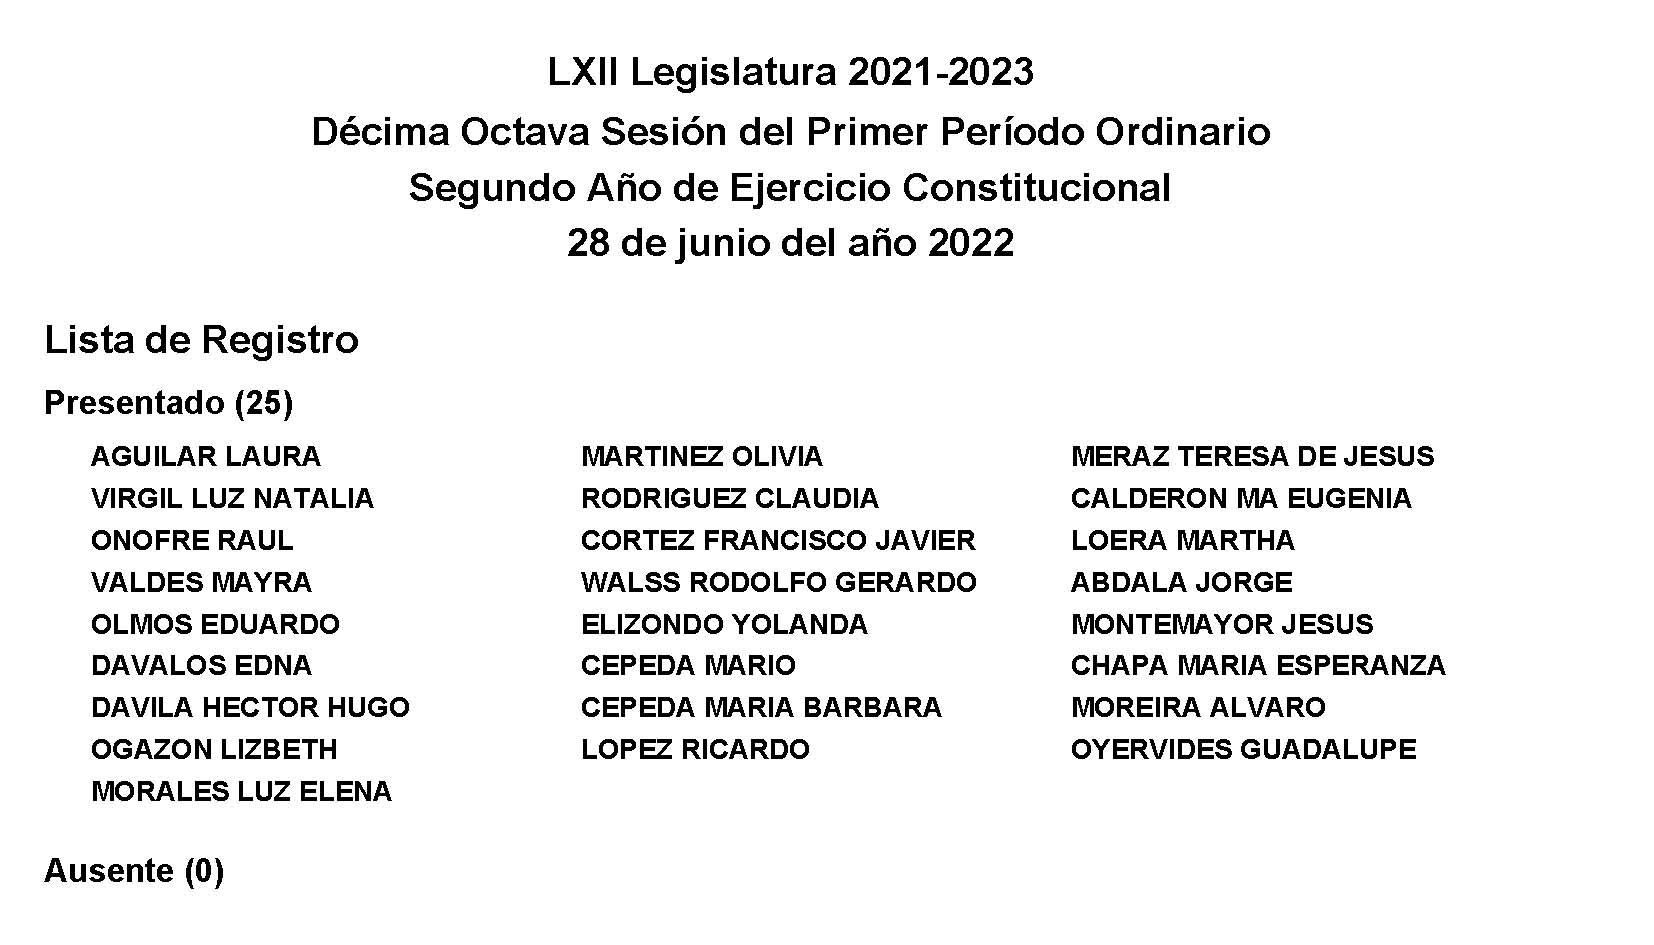 LXII Legislatura 2021-2023
Décima Octava Sesión del Primer Período Ordinario
Segundo Año de Ejercicio Constitucional
28 de junio del año 2022
Lista de Registro
Presentado (25)
AGUILAR LAURA MARTINEZ OLIVIA MERAZ TERESA DE JESUS
VIRGIL LUZ NATALIA RODRIGUEZ CLAUDIA CALDERON MA EUGENIA
ONOFRE RAUL CORTEZ FRANCISCO JAVIER LOERA MARTHA
VALDES MAYRA WALSS RODOLFO GERARDO ABDALA JORGE
OLMOS EDUARDO ELIZONDO YOLANDA MONTEMAYOR JESUS
DAVALOS EDNA CEPEDA MARIO CHAPA MARIA ESPERANZA
DAVILA HECTOR HUGO CEPEDA MARIA BARBARA MOREIRA ALVARO
OGAZON LIZBETH LOPEZ RICARDO OYERVIDES GUADALUPE
MORALES LUZ ELENA
Ausente (0)